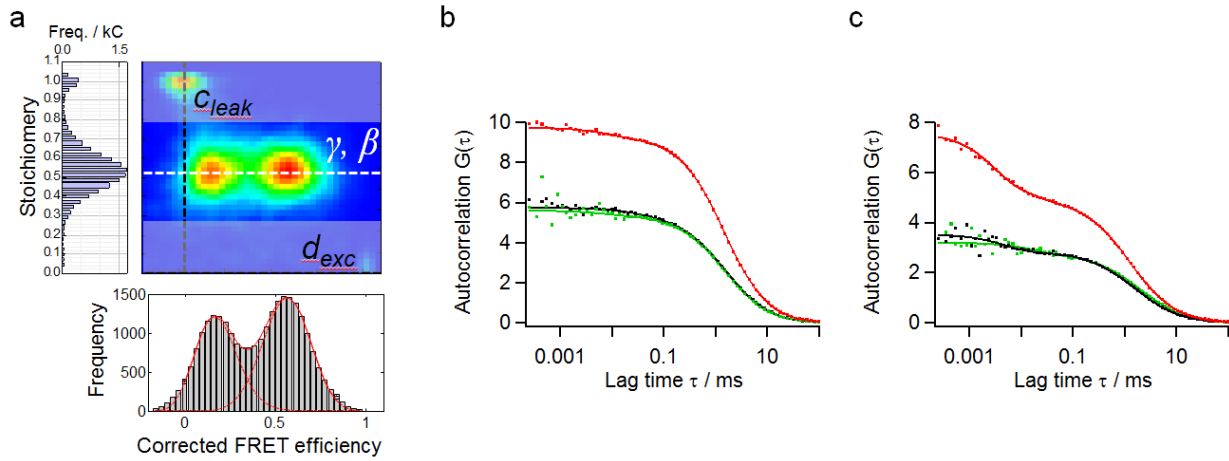 a
Freq. / kC
0.0 1.5
Stoichiomery
1.1
1.0
0.9
0.8
0.7
0.6
0.5
0.4
0.3
0.2
0.1
0.0
c_leak
γ, β
d_exc
Frequency
1500
1000
500
0
0 0.5 1
Corrected FRET efficiency
b
Autocorrelation G(τ)
10
8
6
4
2
0
0.001 0.1 10
Lag time τ / ms
c
Autocorrelation G(τ)
8
6
4
2
0
0.001 0.1 10
Lag time τ / ms